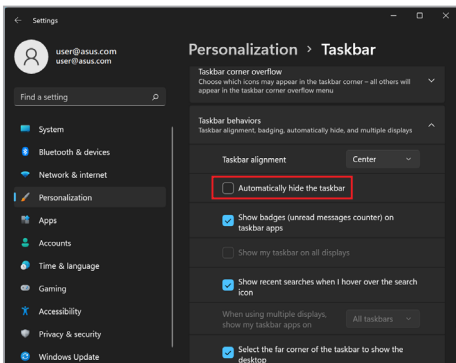 Settings
user@asus.com
user@asus.com
Personalization > Taskbar
Find a setting
System
Bluetooth & devices
Network & internet
Personalization
Apps
Accounts
Time & language
Gaming
Accessibility
Privacy & security
Windows Update
Taskbar corner overflow
Choose which icons may appear in the taskbar corner – all others will
appear in the taskbar corner overflow menu
Taskbar behaviors
Taskbar alignment, badging, automatically hide, and multiple displays
Taskbar alignment Center
Automatically hide the taskbar
Show badges (unread messages counter) on
taskbar apps
Show my taskbar on all displays
Show recent searches when I hover over the search
icon
When using multiple displays, All taskbars
show my taskbar apps on
Select the far corner of the taskbar to show the
desktop